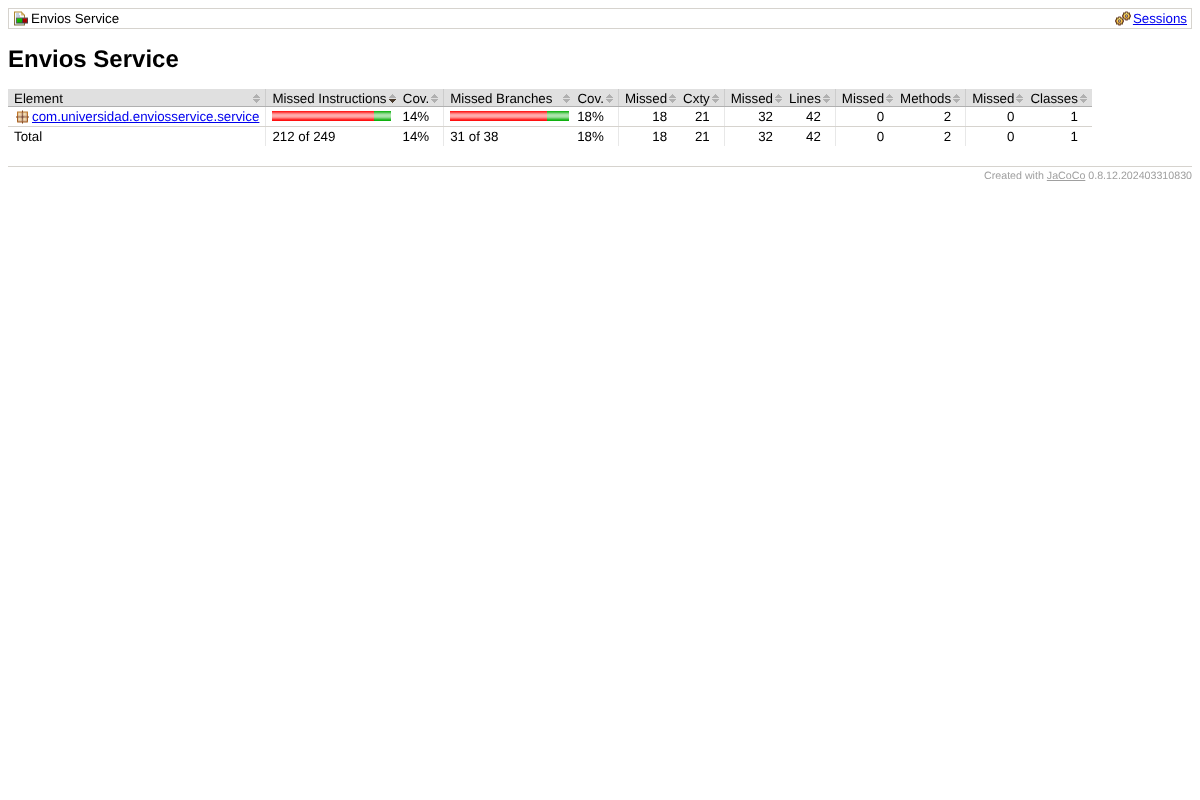 Envios Service Sessions
Envios Service
Element Missed Instructions Cov. Missed Branches Cov. Missed Cxty Missed Lines Missed Methods Missed Classes
com.universidad.enviosservice.service 14% 18% 18 21 32 42 0 2 0 1
Total 212 of 249 14% 31 of 38 18% 18 21 32 42 0 2 0 1
Created with JaCoCo 0.8.12.202403310830